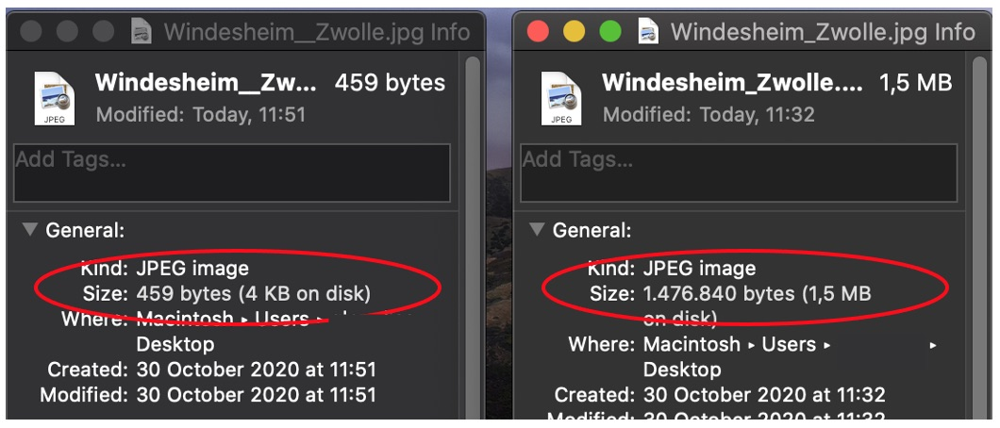 Windesheim__Zwolle.jpg Info
JPEG
Windesheim__Zw... 459 bytes
Modified: Today, 11:51
Add Tags...
General:
Kind: JPEG image
Size: 459 bytes (4 KB on disk)
Where: Macintosh ▸ Users ▸
Desktop
Created: 30 October 2020 at 11:51
Modified: 30 October 2020 at 11:51
Windesheim_Zwolle.jpg Info
JPEG
Windesheim_Zwolle.... 1,5 MB
Modified: Today, 11:32
Add Tags...
General:
Kind: JPEG image
Size: 1.476.840 bytes (1,5 MB
on disk)
Where: Macintosh ▸ Users ▸ ▸
Desktop
Created: 30 October 2020 at 11:32
Modified: 30 October 2020 at 11:32